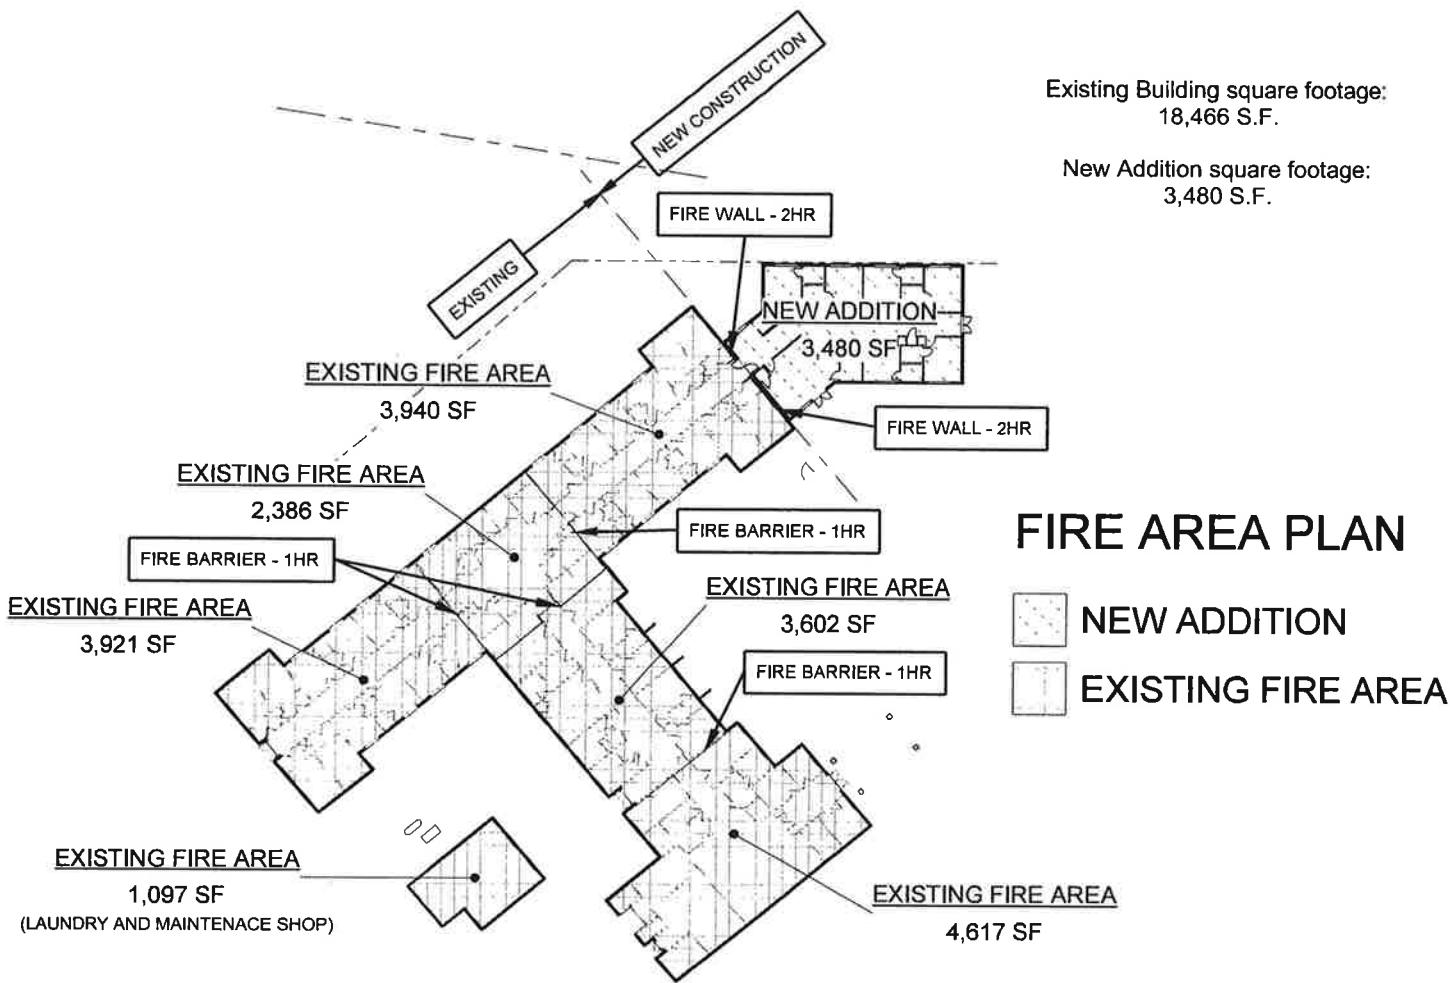 NEW CONSTRUCTION
EXISTING
Existing Building square footage:
18,466 S.F.
New Addition square footage:
3,480 S.F.
FIRE WALL - 2HR
NEW ADDITION
3,480 SF
EXISTING FIRE AREA
3,940 SF
FIRE WALL - 2HR
EXISTING FIRE AREA
2,386 SF
FIRE BARRIER - 1HR
FIRE BARRIER - 1HR
EXISTING FIRE AREA
3,921 SF
EXISTING FIRE AREA
3,602 SF
FIRE BARRIER - 1HR
FIRE AREA PLAN
NEW ADDITION
EXISTING FIRE AREA
EXISTING FIRE AREA
1,097 SF
(LAUNDRY AND MAINTENACE SHOP)
EXISTING FIRE AREA
4,617 SF